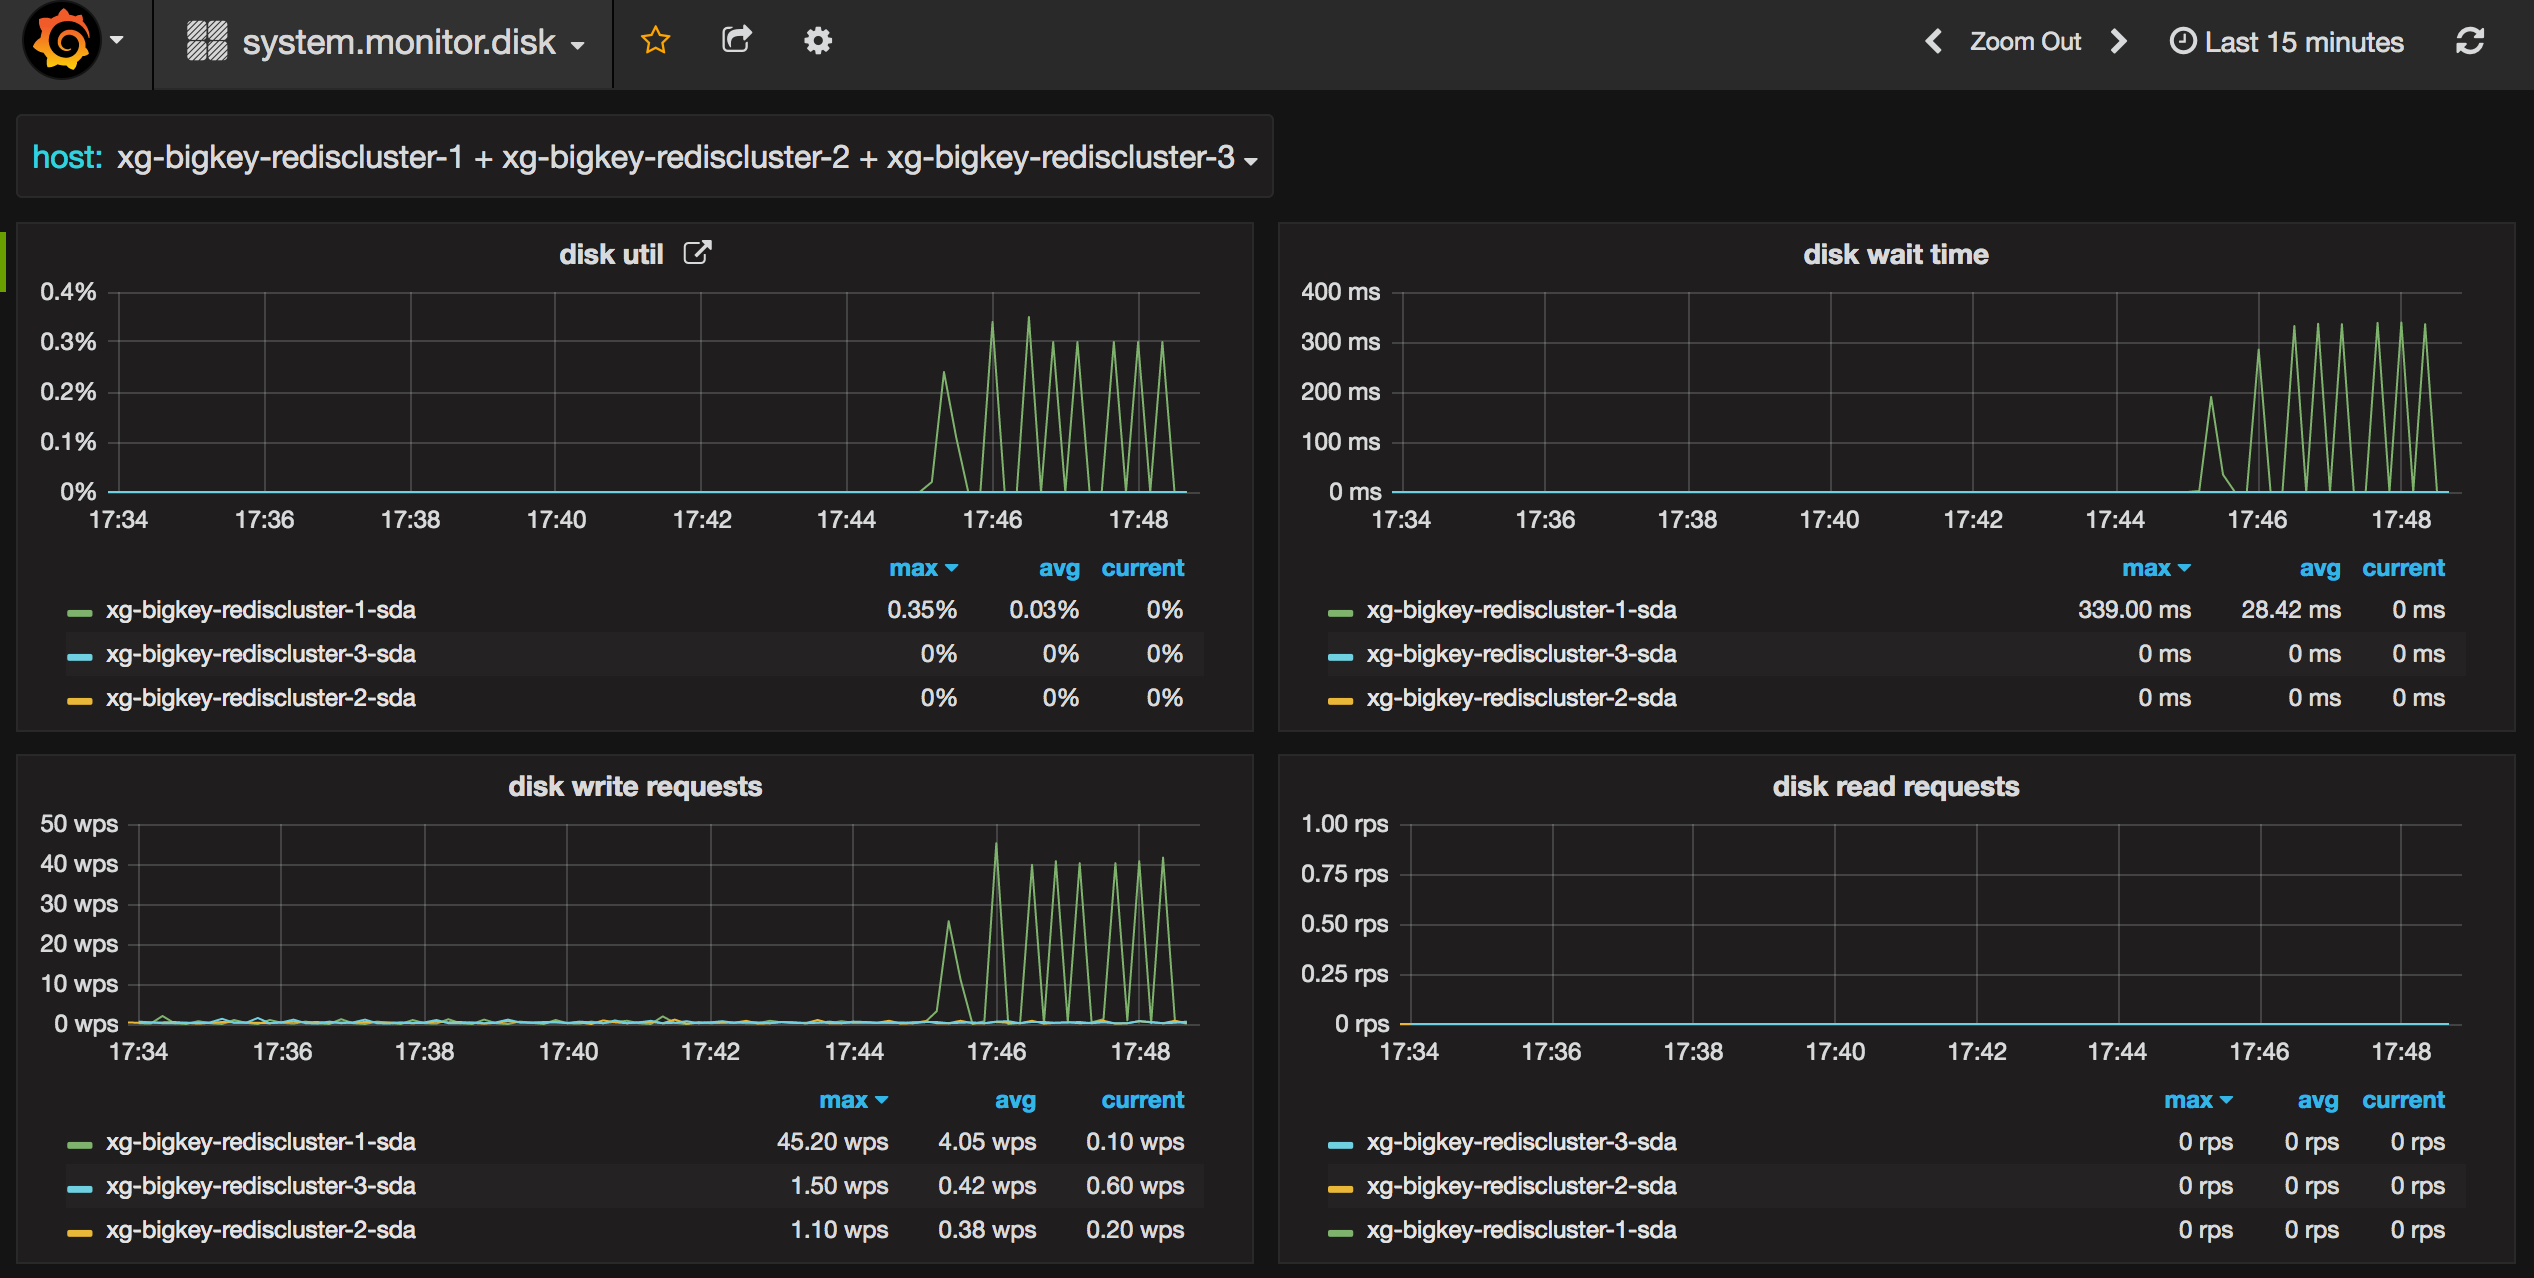 system.monitor.disk
Zoom Out
Last 15 minutes
host: xg-bigkey-rediscluster-1 + xg-bigkey-rediscluster-2 + xg-bigkey-rediscluster-3
disk util
0.4%
0.3%
0.2%
0.1%
0%
17:34 17:36 17:38 17:40 17:42 17:44 17:46 17:48
max avg current
xg-bigkey-rediscluster-1-sda 0.35% 0.03% 0%
xg-bigkey-rediscluster-3-sda 0% 0% 0%
xg-bigkey-rediscluster-2-sda 0% 0% 0%
disk wait time
400 ms
300 ms
200 ms
100 ms
0 ms
17:34 17:36 17:38 17:40 17:42 17:44 17:46 17:48
max avg current
xg-bigkey-rediscluster-1-sda 339.00 ms 28.42 ms 0 ms
xg-bigkey-rediscluster-3-sda 0 ms 0 ms 0 ms
xg-bigkey-rediscluster-2-sda 0 ms 0 ms 0 ms
disk write requests
50 wps
40 wps
30 wps
20 wps
10 wps
0 wps
17:34 17:36 17:38 17:40 17:42 17:44 17:46 17:48
max avg current
xg-bigkey-rediscluster-1-sda 45.20 wps 4.05 wps 0.10 wps
xg-bigkey-rediscluster-3-sda 1.50 wps 0.42 wps 0.60 wps
xg-bigkey-rediscluster-2-sda 1.10 wps 0.38 wps 0.20 wps
disk read requests
1.00 rps
0.75 rps
0.50 rps
0.25 rps
0 rps
17:34 17:36 17:38 17:40 17:42 17:44 17:46 17:48
max avg current
xg-bigkey-rediscluster-3-sda 0 rps 0 rps 0 rps
xg-bigkey-rediscluster-2-sda 0 rps 0 rps 0 rps
xg-bigkey-rediscluster-1-sda 0 rps 0 rps 0 rps